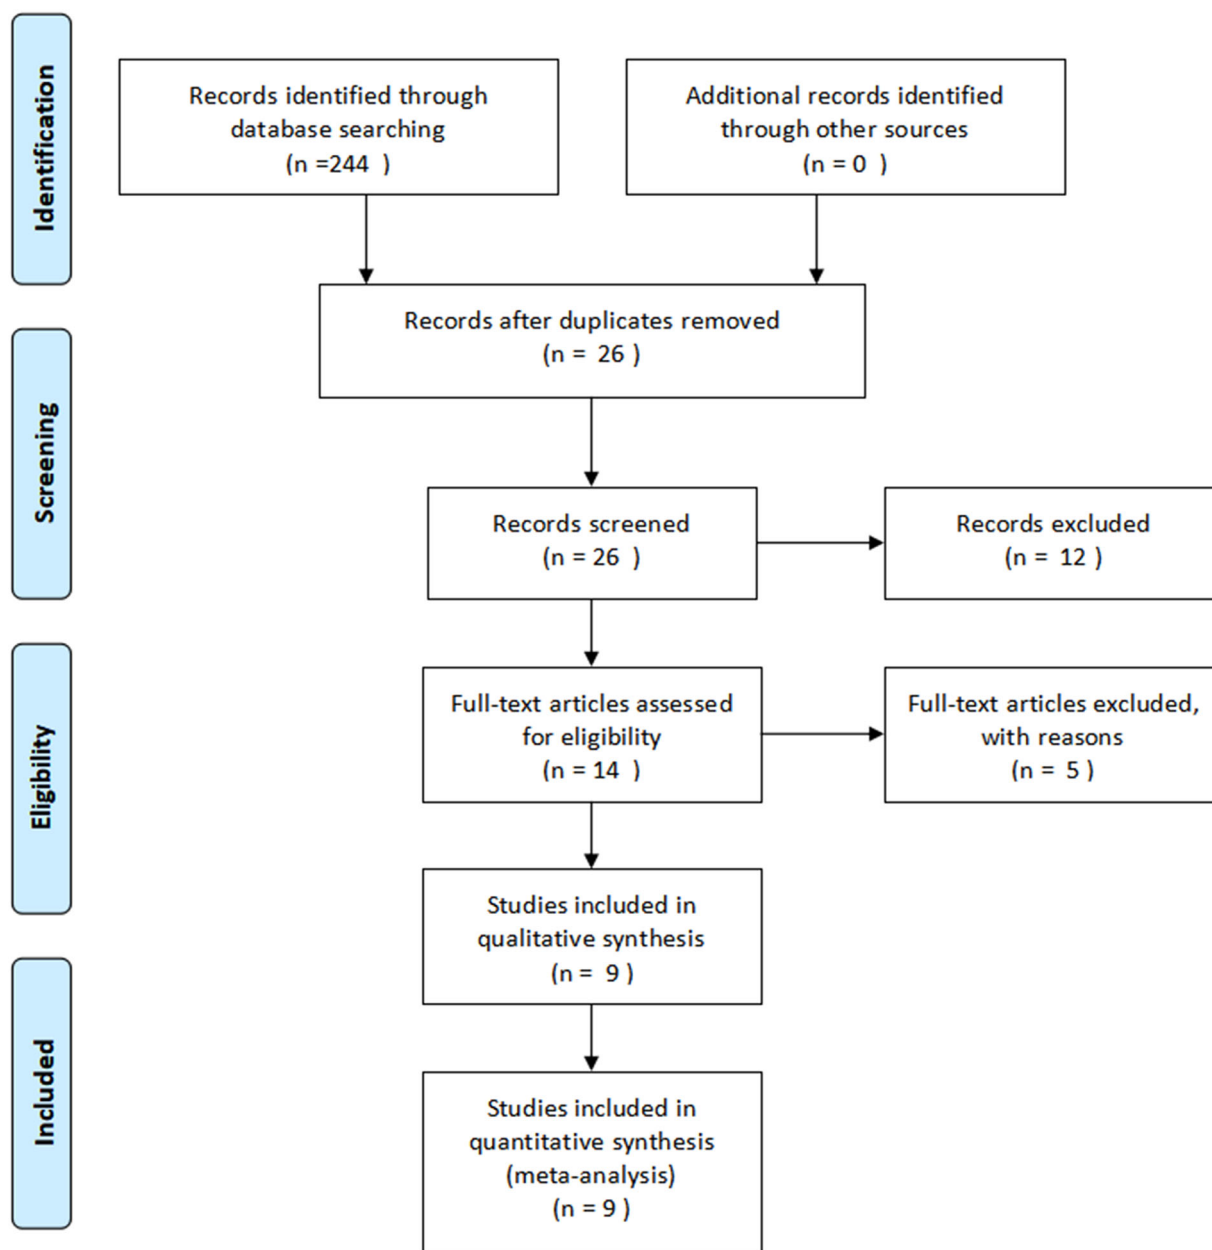 Identification
Records identified through
database searching
(n =244  )
Additional records identified
through other sources
(n = 0  )
Records after duplicates removed
(n =  26 )
Screening
Records screened
(n = 26  )
Records excluded
(n =  12 )
Eligibility
Full-text articles assessed
for eligibility
(n = 14  )
Full-text articles excluded,
with reasons
(n =  5 )
Studies included in
qualitative synthesis
(n =  9 )
Included
Studies included in
quantitative synthesis
(meta-analysis)
(n = 9 )